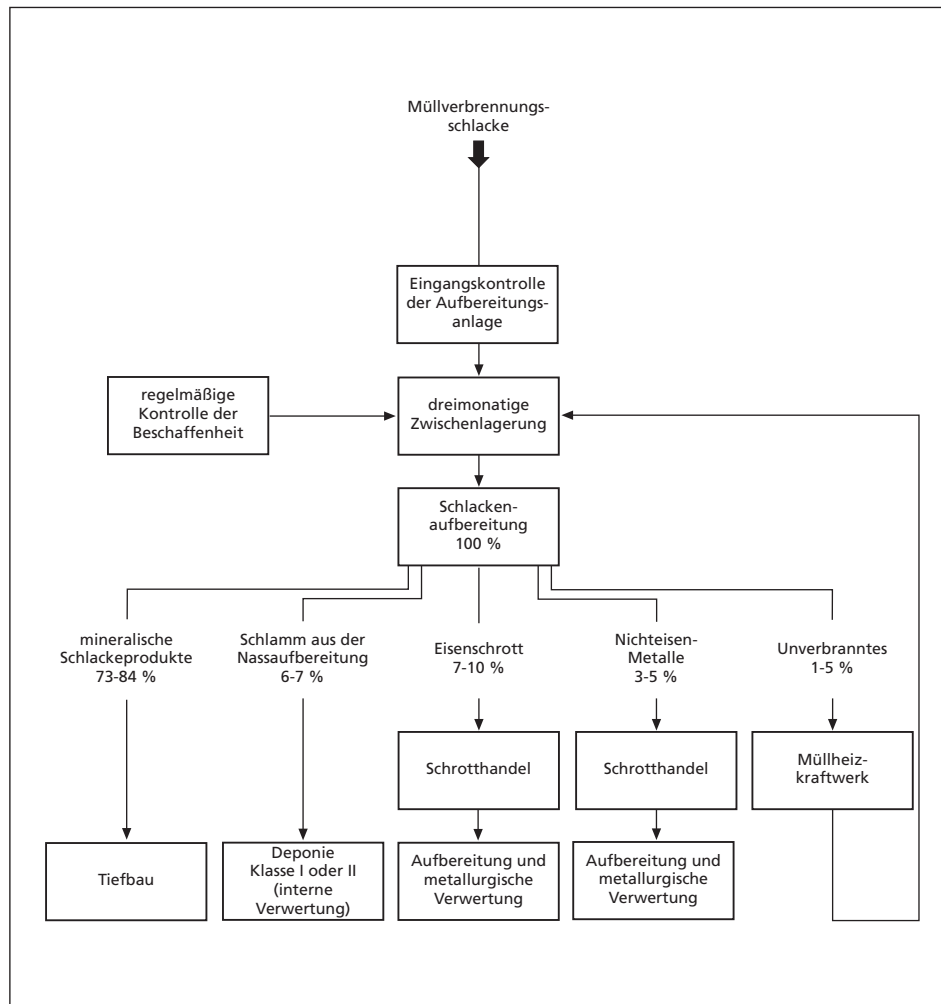 Müllverbrennungs-
schlacke
Eingangskontrolle
der Aufbereitungs-
anlage
regelmäßige
Kontrolle der
Beschaffenheit
dreimonatige
Zwischenlagerung
Schlacken-
aufbereitung
100 %
mineralische
Schlackeprodukte
73-84 %
Schlamm aus der
Nassaufbereitung
6-7 %
Eisenschrott
7-10 %
Nichteisen-
Metalle
3-5 %
Unverbranntes
1-5 %
Schrotthandel
Schrotthandel
Müllheiz-
kraftwerk
Tiefbau
Deponie
Klasse I oder II
(interne
Verwertung)
Aufbereitung und
metallurgische
Verwertung
Aufbereitung und
metallurgische
Verwertung